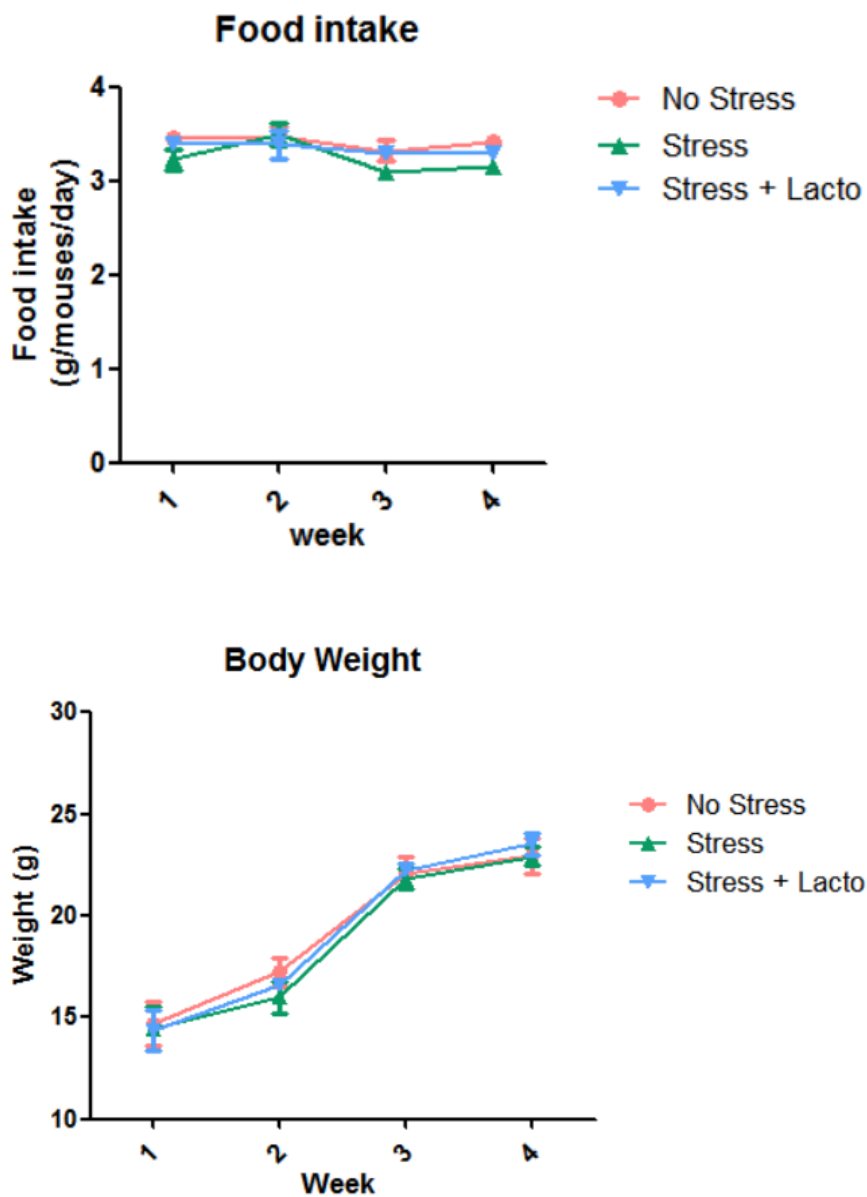 Food intake
4
3
2
1
0
Food intake
(g/mouses/day)
1 2 3 4
week
No Stress
Stress
Stress + Lacto
Body Weight
30
25
20
15
10
Weight (g)
1 2 3 4
Week
No Stress
Stress
Stress + Lacto